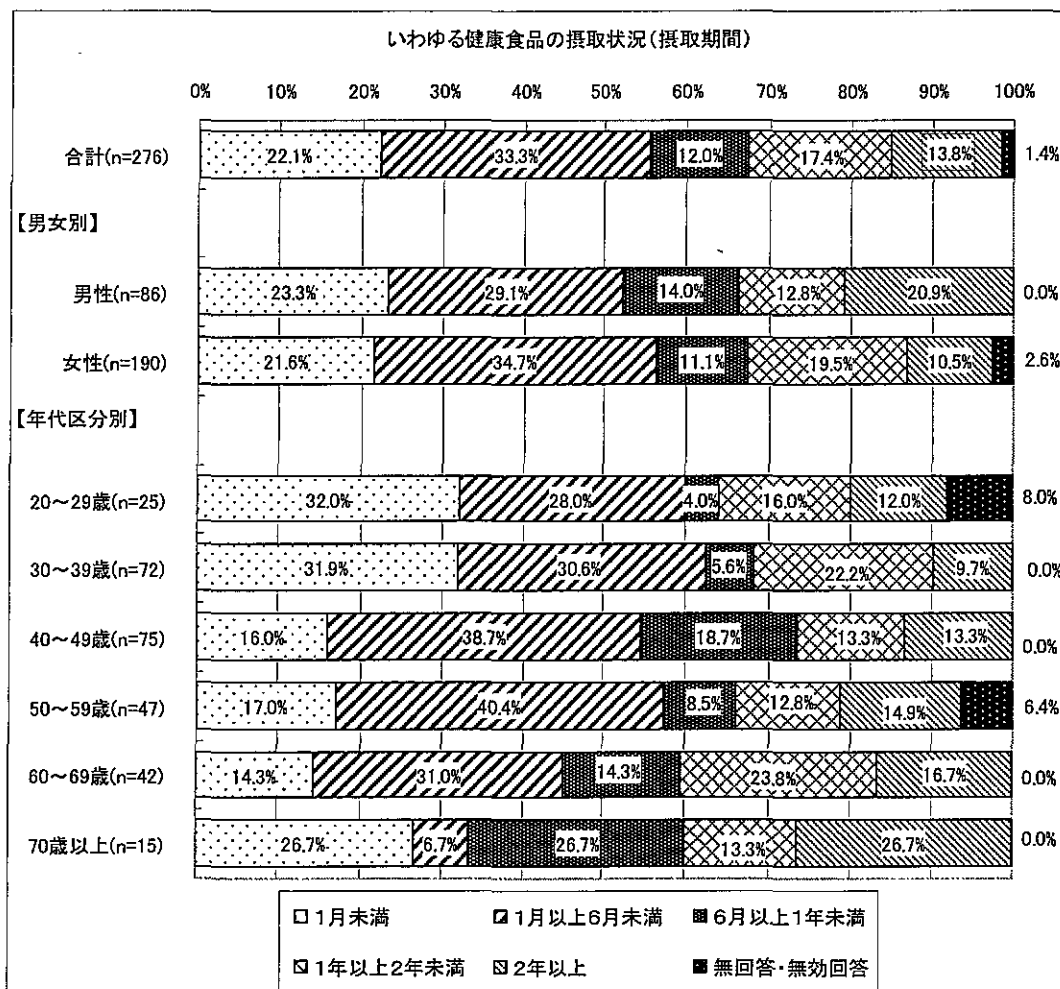 いわゆる健康食品の摂取状況(摂取期間)
0% 10% 20% 30% 40% 50% 60% 70% 80% 90% 100%
合計(n=276) 22.1% 33.3% 12.0% 17.4% 13.8% 1.4%
【男女別】
男性(n=86) 23.3% 29.1% 14.0% 12.8% 20.9% 0.0%
女性(n=190) 21.6% 34.7% 11.1% 19.5% 10.5% 2.6%
【年代区分別】
20～29歳(n=25) 32.0% 28.0% 4.0% 16.0% 12.0% 8.0%
30～39歳(n=72) 31.9% 30.6% 5.6% 22.2% 9.7% 0.0%
40～49歳(n=75) 16.0% 38.7% 18.7% 13.3% 13.3% 0.0%
50～59歳(n=47) 17.0% 40.4% 8.5% 12.8% 14.9% 6.4%
60～69歳(n=42) 14.3% 31.0% 14.3% 23.8% 16.7% 0.0%
70歳以上(n=15) 26.7% 6.7% 26.7% 13.3% 26.7% 0.0%
1月未満 1月以上6月未満 6月以上1年未満
1年以上2年未満 2年以上 無回答・無効回答